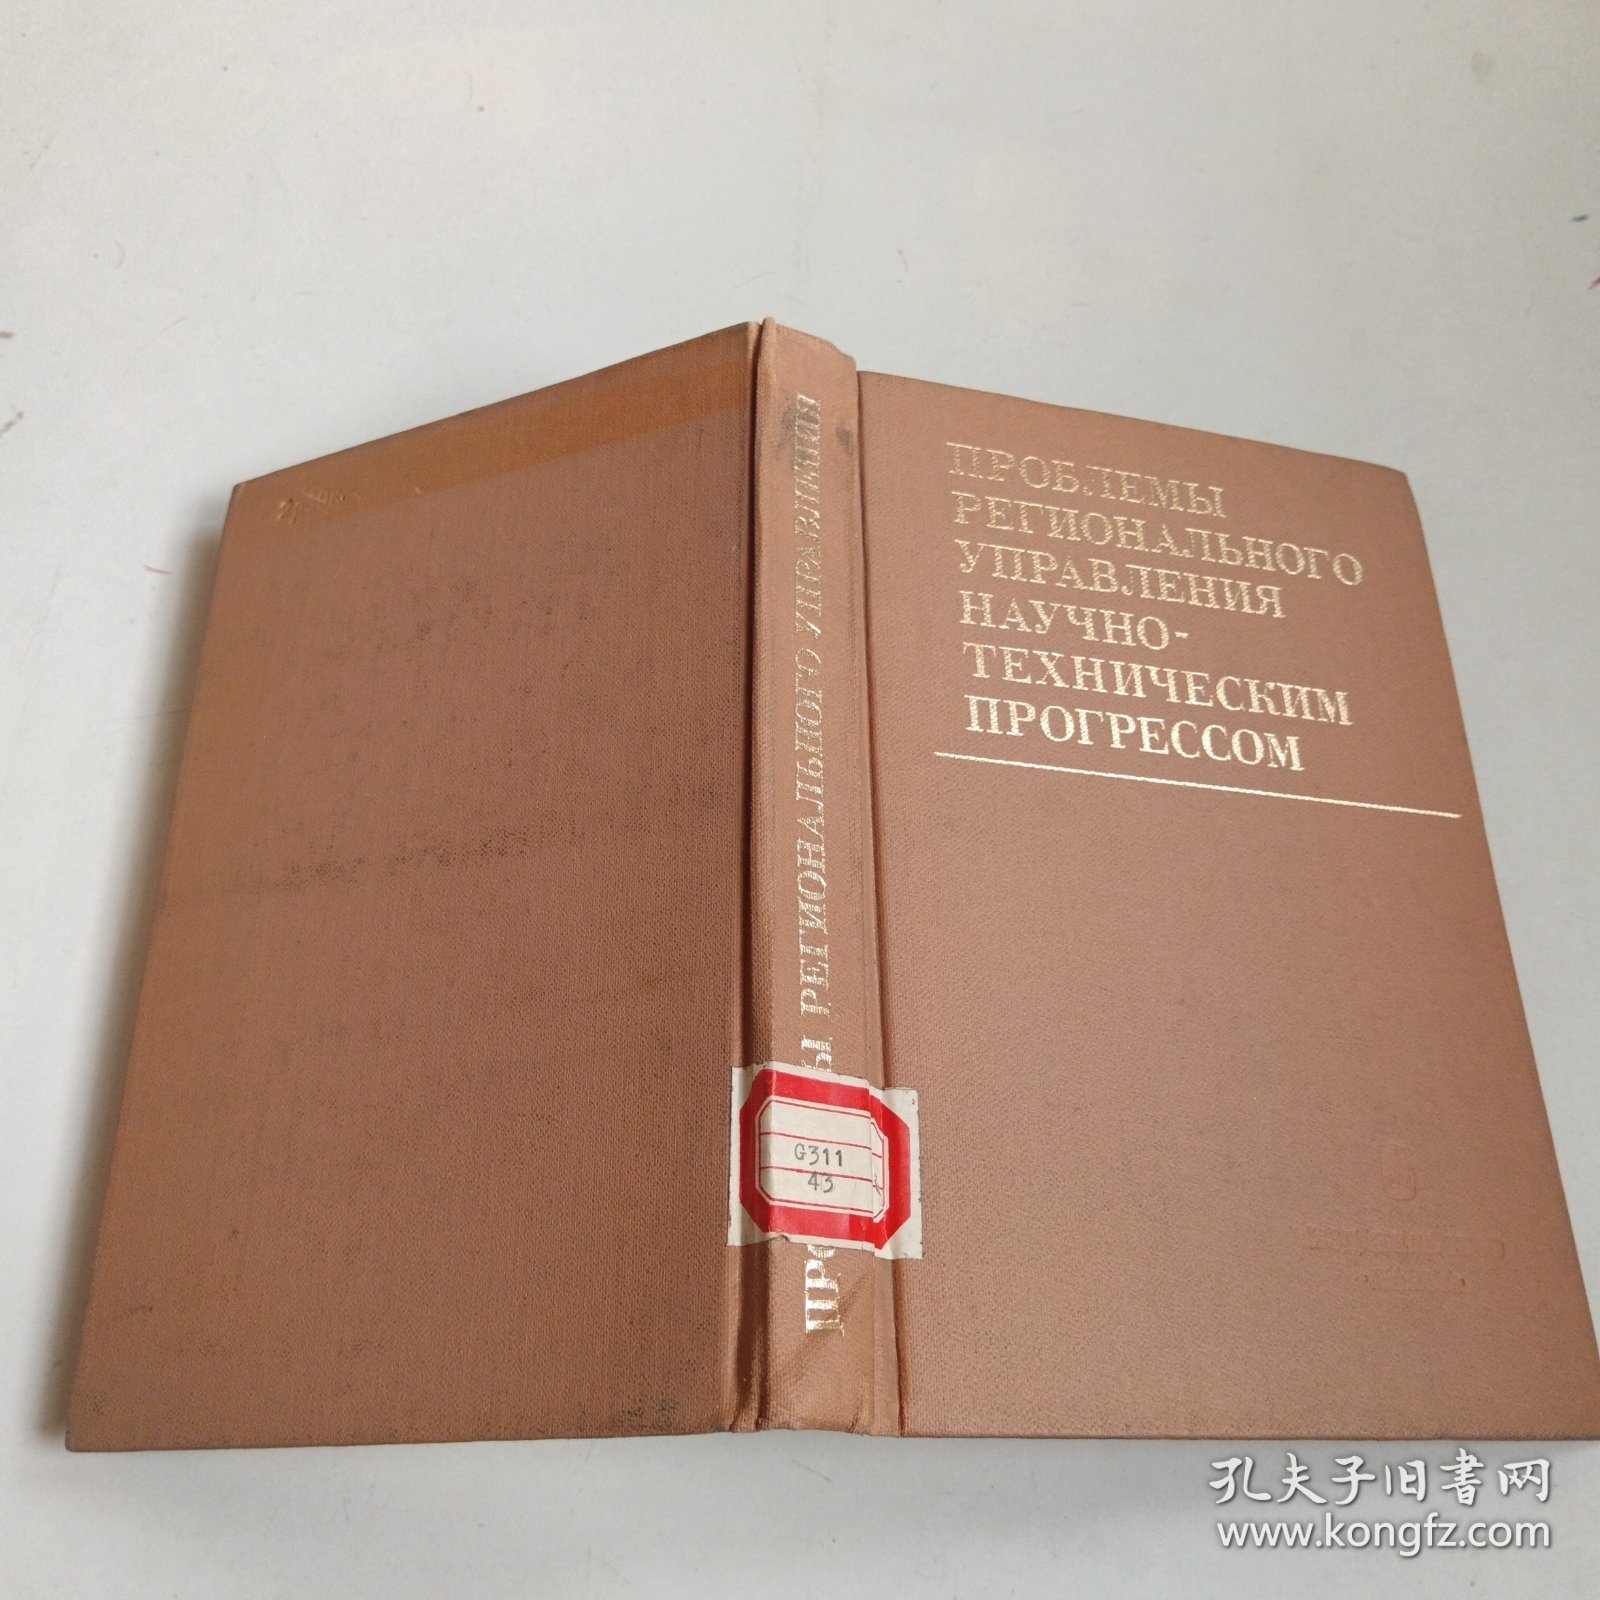 ПРОБЛЕМЫ
РЕГИОНАЛЬНОГО
УПРАВЛЕНИЯ
НАУЧНО-
ТЕХНИЧЕСКИМ
ПРОГРЕССОМ
РЕГИОНАЛЬНОГО УПРАВЛЕНИЯ
G311
43
孔夫子旧书网
www.kongfz.com